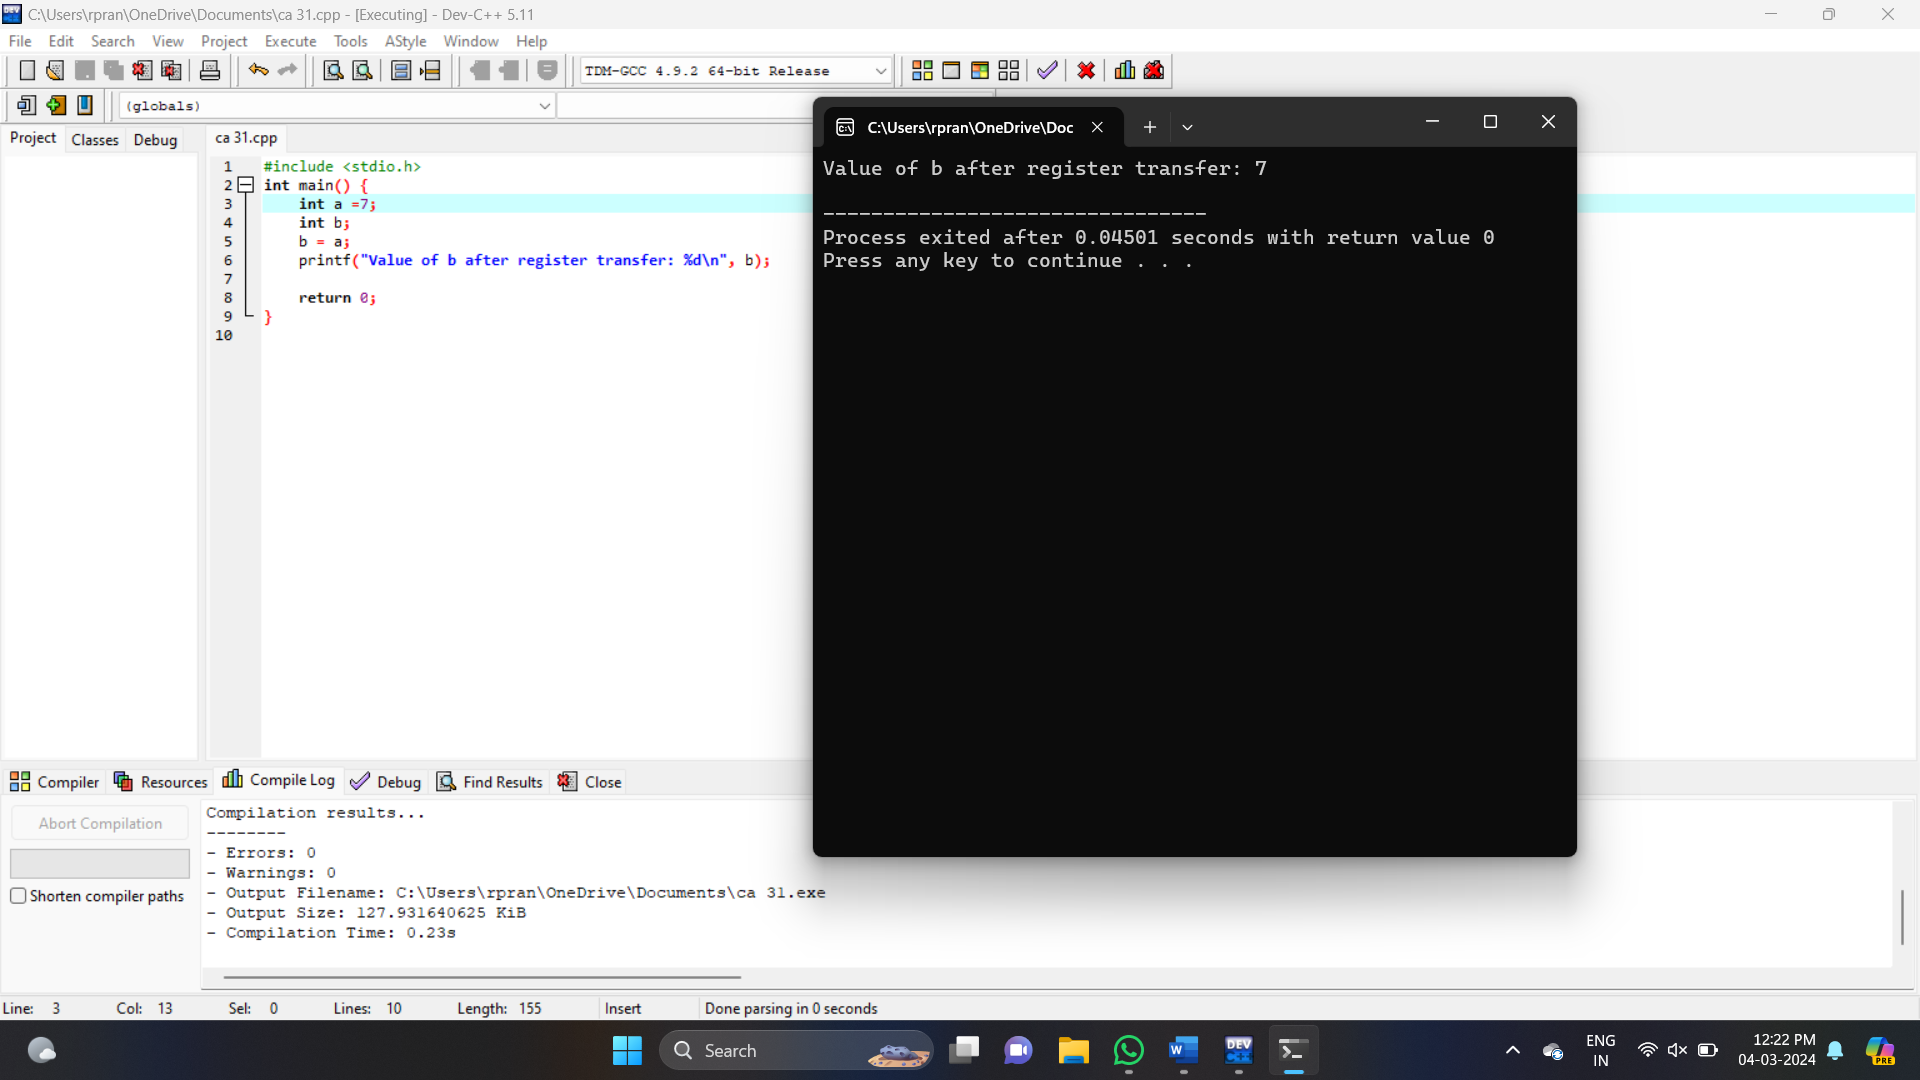 C:\Users\rpran\OneDrive\Documents\ca 31.cpp - [Executing] - Dev-C++ 5.11
File Edit Search View Project Execute Tools AStyle Window Help
TDM-GCC 4.9.2 64-bit Release
(globals)
Project Classes Debug
ca 31.cpp
1 #include <stdio.h>
2 int main() {
3 int a =7;
4 int b;
5 b = a;
6 printf("Value of b after register transfer: %d\n", b);
7
8 return 0;
9 }
10
C:\Users\rpran\OneDrive\Doc
Value of b after register transfer: 7
--------------------------------
Process exited after 0.04501 seconds with return value 0
Press any key to continue . . .
Compiler Resources Compile Log Debug Find Results Close
Abort Compilation
Shorten compiler paths
Compilation results...
--------
- Errors: 0
- Warnings: 0
- Output Filename: C:\Users\rpran\OneDrive\Documents\ca 31.exe
- Output Size: 127.931640625 KiB
- Compilation Time: 0.23s
Line: 3 Col: 13 Sel: 0 Lines: 10 Length: 155 Insert Done parsing in 0 seconds
Search
DEV
W
ENG
IN
12:22 PM
04-03-2024
PRE